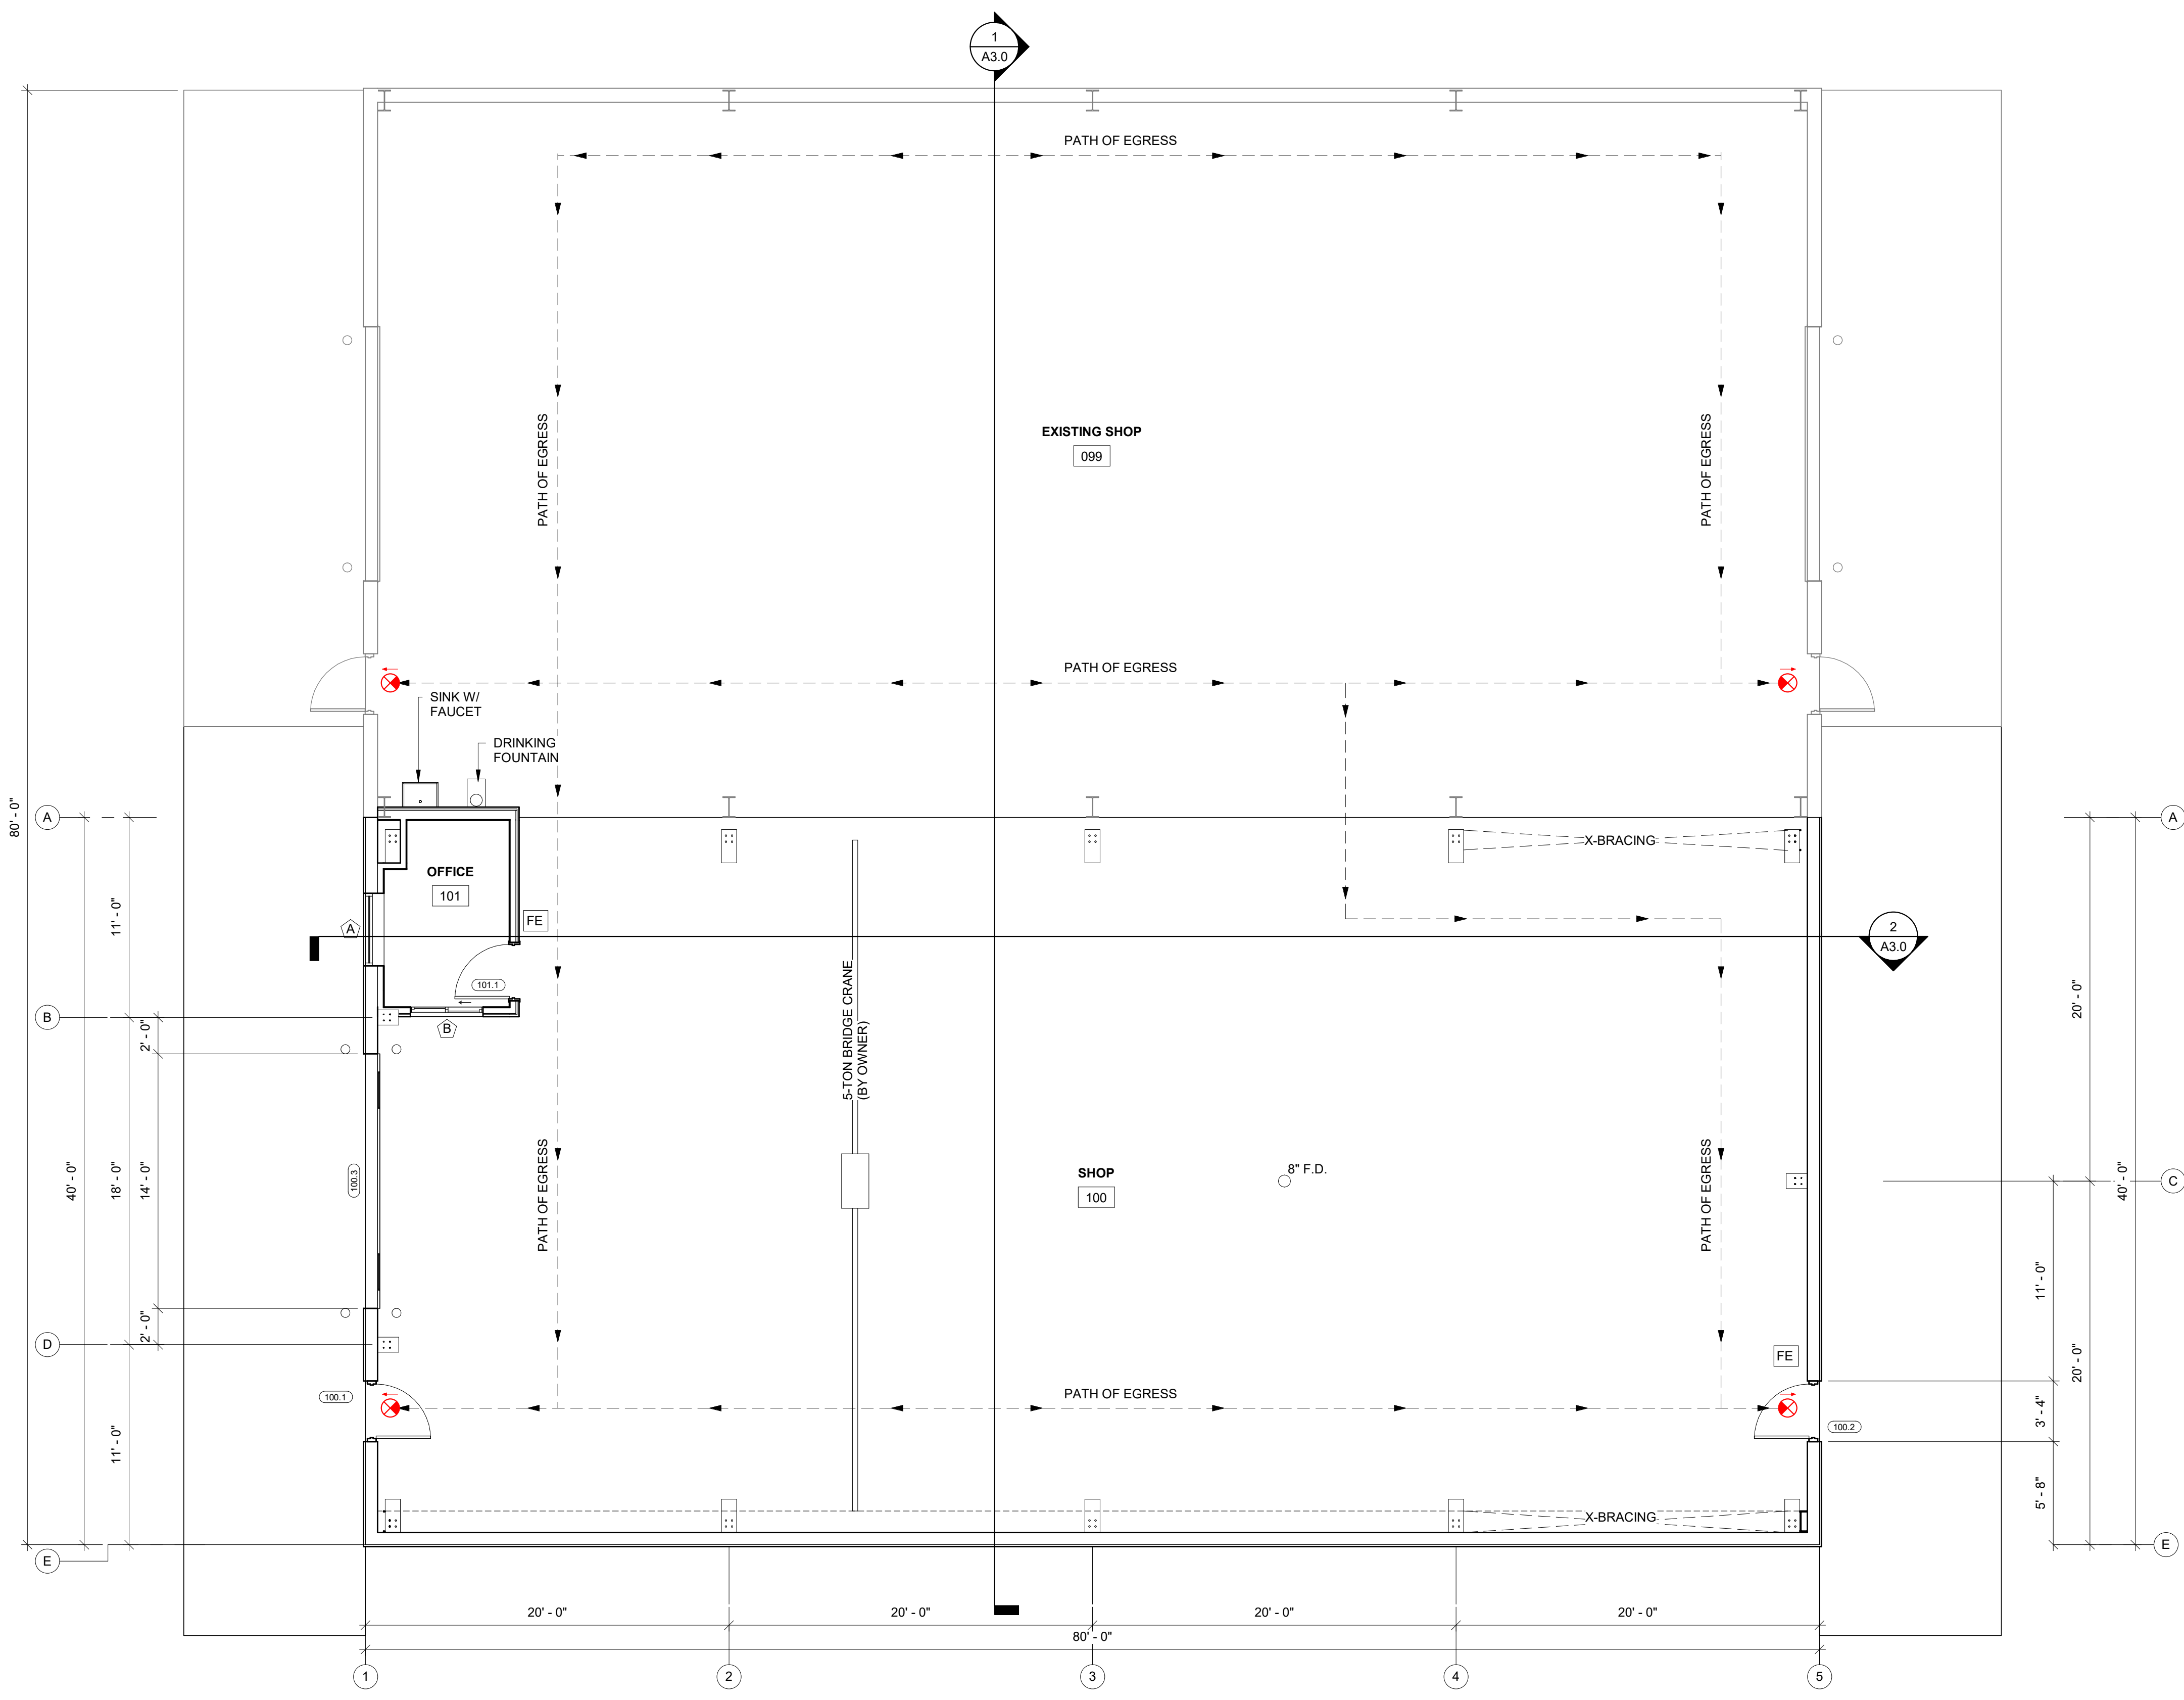 1
A3.0
PATH OF EGRESS
EXISTING SHOP
099
PATH OF EGRESS
PATH OF EGRESS
PATH OF EGRESS
SINK W/
FAUCET
DRINKING
FOUNTAIN
80' - 0"
A
A
X-BRACING
OFFICE
101
FE
A
11' - 0"
2
A3.0
101.1
B
B
2' - 0"
5-TON BRIDGE CRANE
(BY OWNER)
20' - 0"
40' - 0"
18' - 0"
14' - 0"
100.3
PATH OF EGRESS
SHOP
100
8" F.D.
PATH OF EGRESS
40' - 0"
C
11' - 0"
2' - 0"
D
FE
20' - 0"
100.1
PATH OF EGRESS
3' - 4"
100.2
11' - 0"
5' - 8"
X-BRACING
E
E
20' - 0"
20' - 0"
20' - 0"
20' - 0"
80' - 0"
1
2
3
4
5